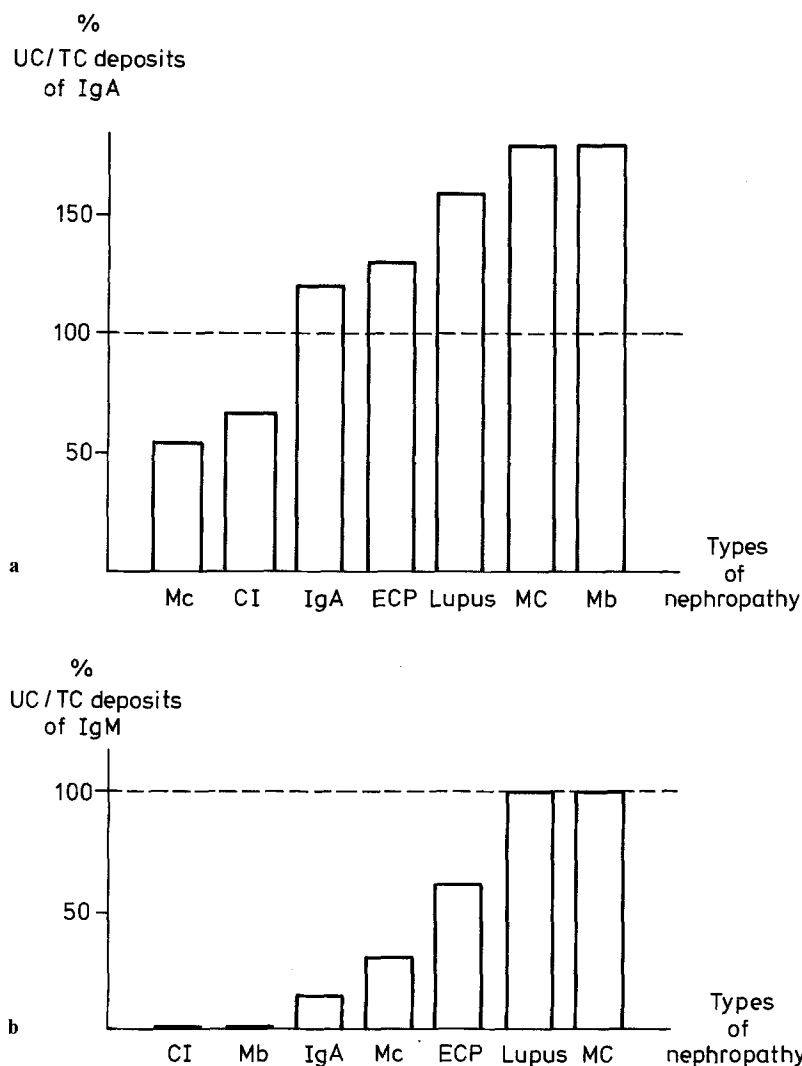 %
UC/TC deposits
of IgA
150
100
50
a
Mc CI IgA ECP Lupus MC Mb
Types
of
nephropathy
%
UC/TC deposits
of IgM
100
50
b
CI Mb IgA Mc ECP Lupus MC
Types
of
nephropathy